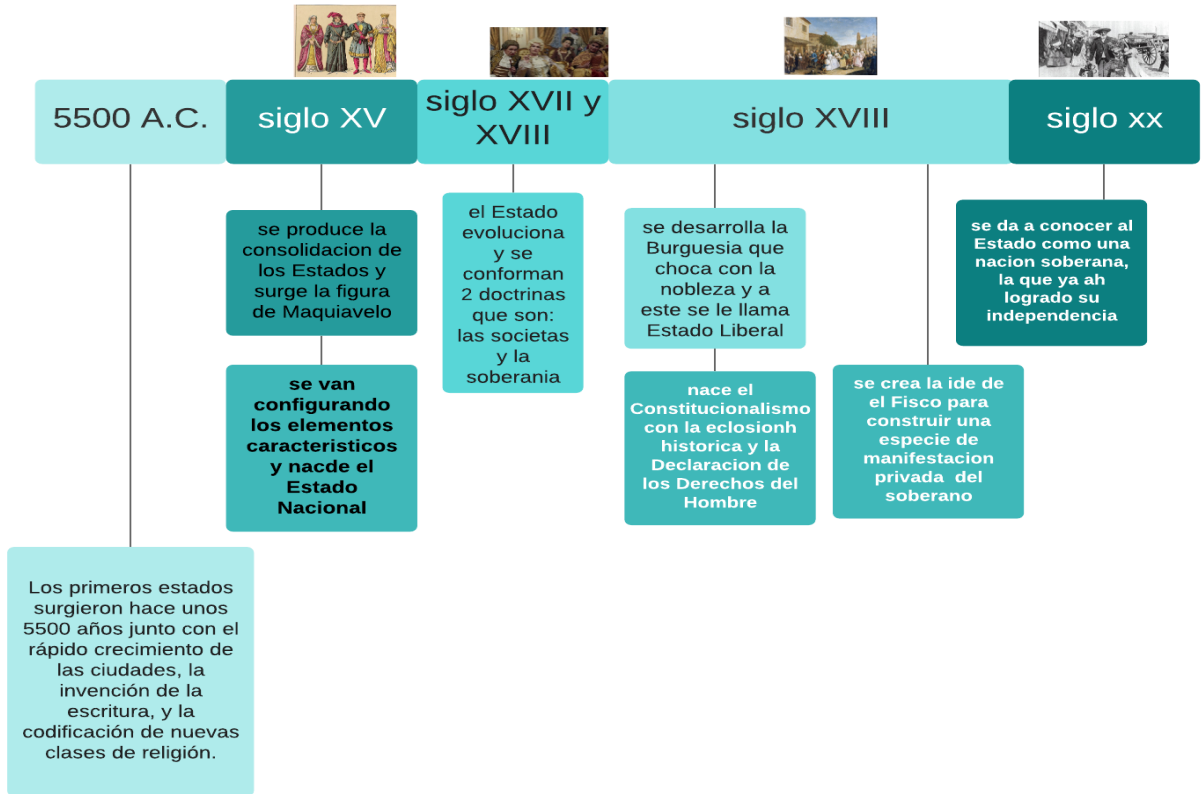 5500 A.C.
siglo XV
siglo XVII y
XVIII
siglo XVIII
siglo xx
se produce la
consolidacion de
los Estados y
surge la figura
de Maquiavelo
se van
configurando
los elementos
caracteristicos
y nacde el
Estado
Nacional
el Estado
evoluciona
y se
conforman
2 doctrinas
que son:
las societas
y la
soberania
se desarrolla la
Burguesia que
choca con la
nobleza y a
este se le llama
Estado Liberal
nace el
Constitucionalismo
con la eclosionh
historica y la
Declaracion de
los Derechos del
Hombre
se crea la ide de
el Fisco para
construir una
especie de
manifestacion
privada  del
soberano
se da a conocer al
Estado como una
nacion soberana,
la que ya ah
logrado su
independencia
Los primeros estados
surgieron hace unos
5500 años junto con el
rápido crecimiento de
las ciudades, la
invención de la
escritura, y la
codificación de nuevas
clases de religión.